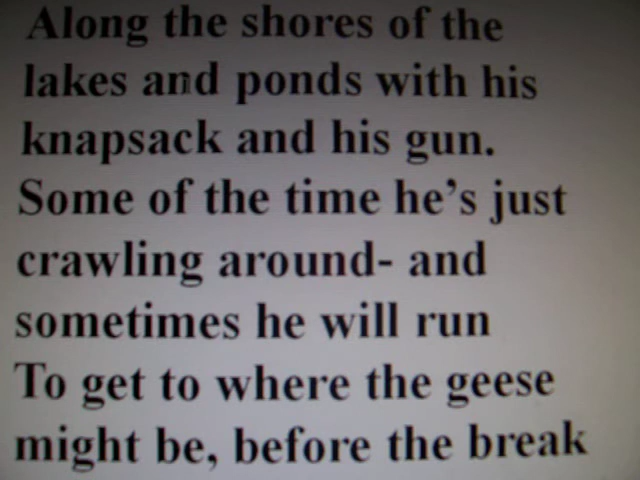 Along the shores of the
lakes and ponds with his
knapsack and his gun.
Some of the time he’s just
crawling around- and
sometimes he will run
To get to where the geese
might be, before the break